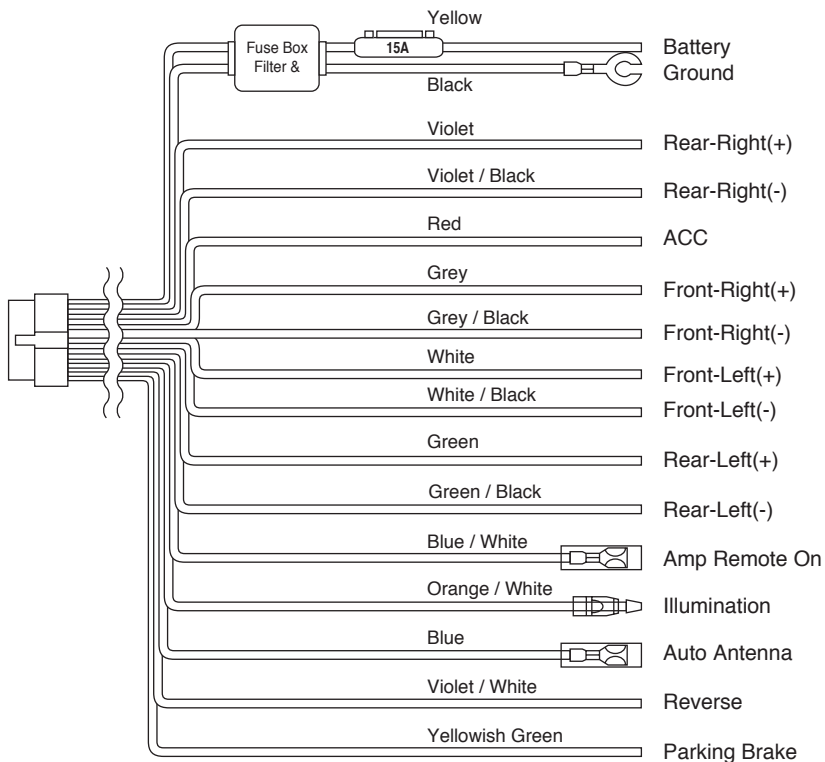 Yellow
Fuse Box
Filter &
15A
Battery
Ground
Black
Violet
Rear-Right(+)
Violet / Black
Rear-Right(-)
Red
ACC
Grey
Front-Right(+)
Grey / Black
Front-Right(-)
White
Front-Left(+)
White / Black
Front-Left(-)
Green
Rear-Left(+)
Green / Black
Rear-Left(-)
Blue / White
Amp Remote On
Orange / White
Illumination
Blue
Auto Antenna
Violet / White
Reverse
Yellowish Green
Parking Brake